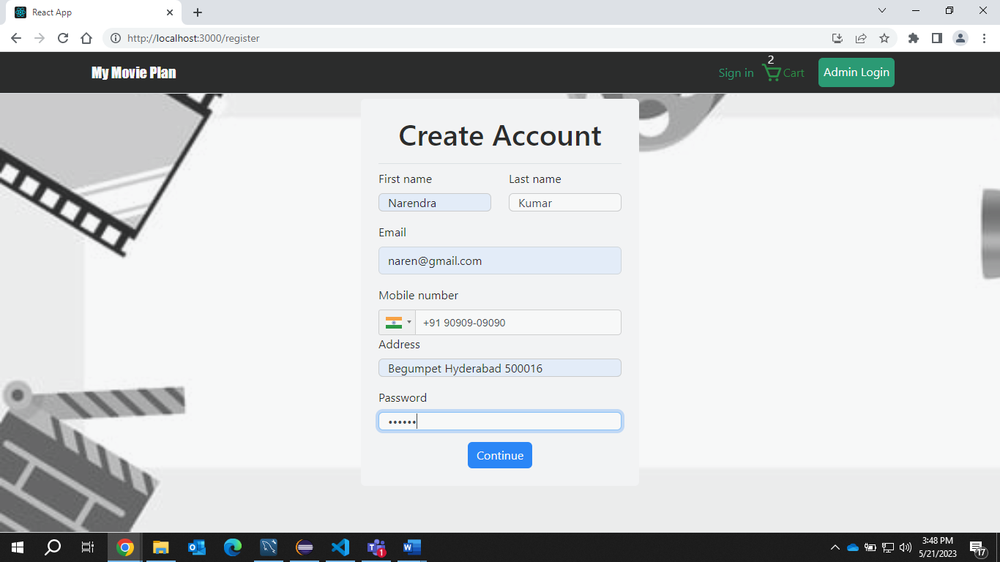 React App
http://localhost:3000/register
My Movie Plan
Sign in
2
Cart
Admin Login
Create Account
First name
Last name
Narendra
Kumar
Email
naren@gmail.com
Mobile number
+91 90909-09090
Address
Begumpet Hyderabad 500016
Password
••••••
Continue
1
3:48 PM
5/21/2023
17